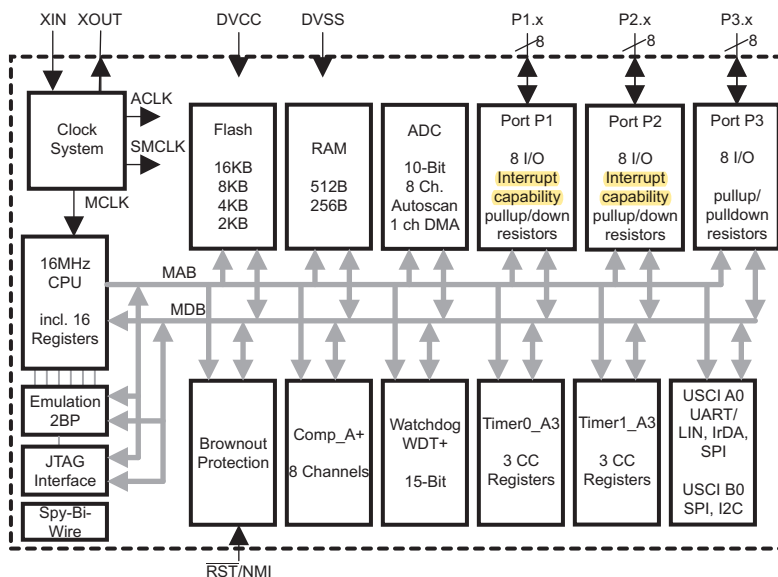 XIN XOUT DVCC DVSS P1.x P2.x P3.x
8 8 8
Clock
System
ACLK
SMCLK
MCLK
Flash
16KB
8KB
4KB
2KB
RAM
512B
256B
ADC
10-Bit
8 Ch.
Autoscan
1 ch DMA
Port P1
8 I/O
Interrupt
capability
pullup/down
resistors
Port P2
8 I/O
Interrupt
capability
pullup/down
resistors
Port P3
8 I/O
pullup/
pulldown
resistors
16MHz
CPU
incl. 16
Registers
MAB
MDB
Emulation
2BP
JTAG
Interface
Spy-Bi-
Wire
Brownout
Protection
Comp_A+
8 Channels
Watchdog
WDT+
15-Bit
Timer0_A3
3 CC
Registers
Timer1_A3
3 CC
Registers
USCI A0
UART/
LIN, IrDA,
SPI
USCI B0
SPI, I2C
RST/NMI